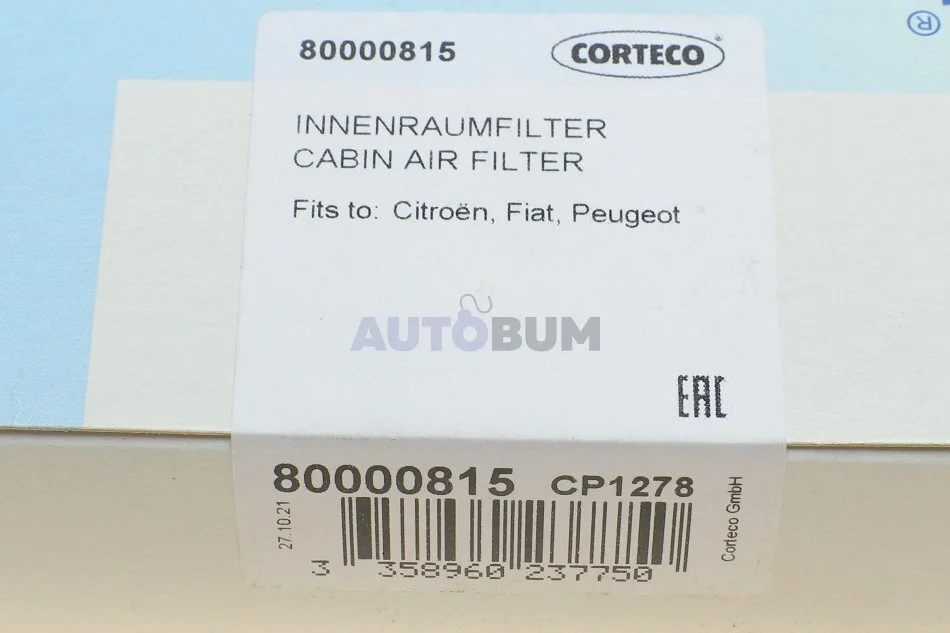 ®
80000815 CORTECO®
INNENRAUMFILTER
CABIN AIR FILTER
Fits to: Citroën, Fiat, Peugeot
AUTOBUM
EAC
80000815 CP1278
27.10.21
3 358960 237750
Corteco GmbH